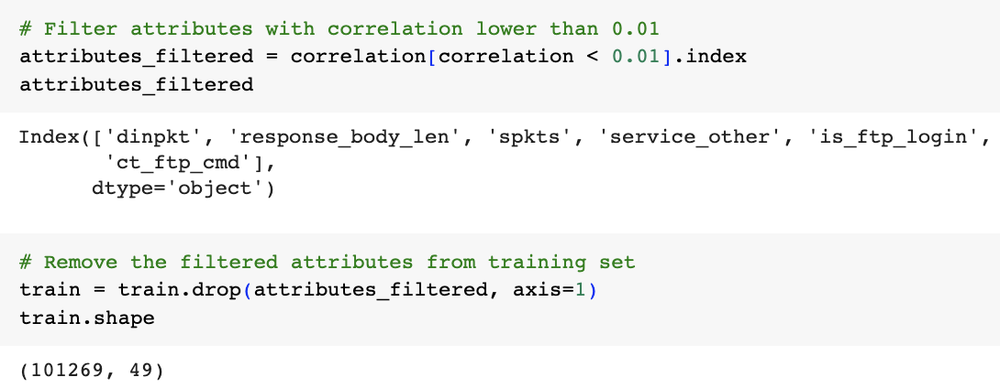 # Filter attributes with correlation lower than 0.01
attributes_filtered = correlation[correlation < 0.01].index
attributes_filtered
Index(['dinpkt', 'response_body_len', 'spkts', 'service_other', 'is_ftp_login',
'ct_ftp_cmd'],
dtype='object')
# Remove the filtered attributes from training set
train = train.drop(attributes_filtered, axis=1)
train.shape
(101269, 49)